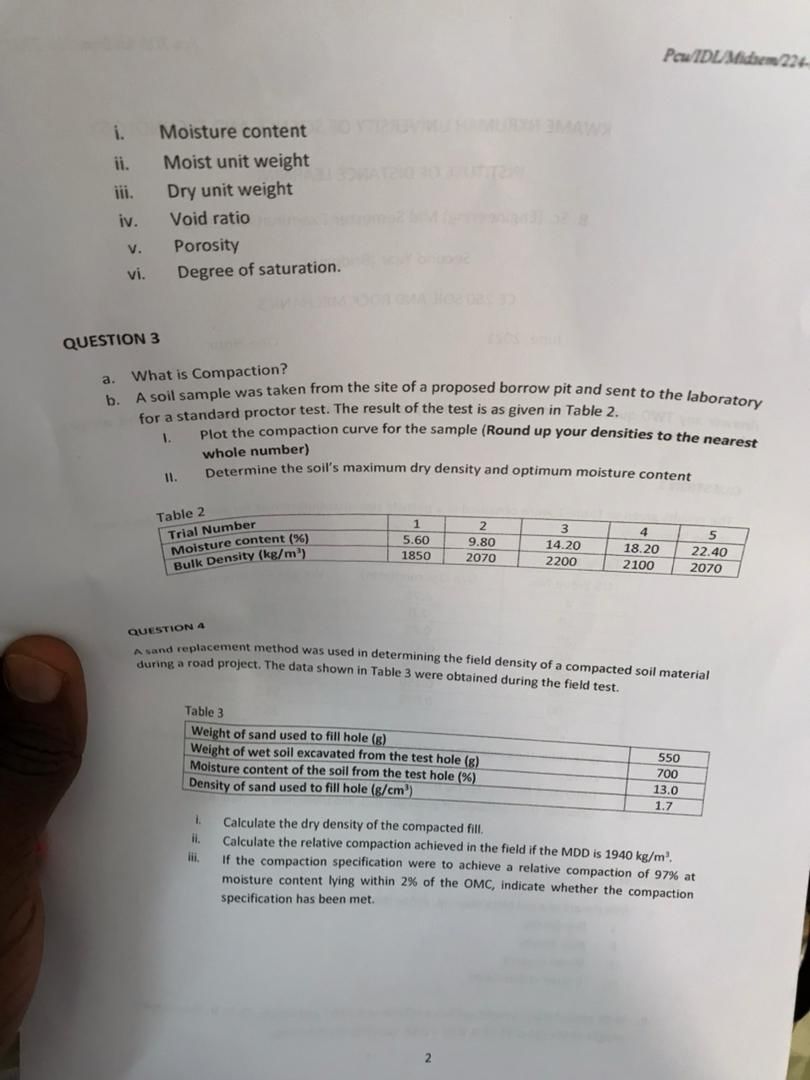 Pcu/IDL/Midsem/224-
i. Moisture content
ii. Moist unit weight
iii. Dry unit weight
iv. Void ratio
v. Porosity
vi. Degree of saturation.
QUESTION 3
a. What is Compaction?
b. A soil sample was taken from the site of a proposed borrow pit and sent to the laboratory
for a standard proctor test. The result of the test is as given in Table 2.
I. Plot the compaction curve for the sample (Round up your densities to the nearest
whole number)
II. Determine the soil's maximum dry density and optimum moisture content
Table 2
Trial Number 1 2 3 4 5
Moisture content (%) 5.60 9.80 14.20 18.20 22.40
Bulk Density (kg/m³) 1850 2070 2200 2100 2070
QUESTION 4
A sand replacement method was used in determining the field density of a compacted soil material
during a road project. The data shown in Table 3 were obtained during the field test.
Table 3
Weight of sand used to fill hole (g) 550
Weight of wet soil excavated from the test hole (g) 700
Moisture content of the soil from the test hole (%) 13.0
Density of sand used to fill hole (g/cm³) 1.7
i. Calculate the dry density of the compacted fill.
ii. Calculate the relative compaction achieved in the field if the MDD is 1940 kg/m³.
iii. If the compaction specification were to achieve a relative compaction of 97% at
moisture content lying within 2% of the OMC, indicate whether the compaction
specification has been met.
2